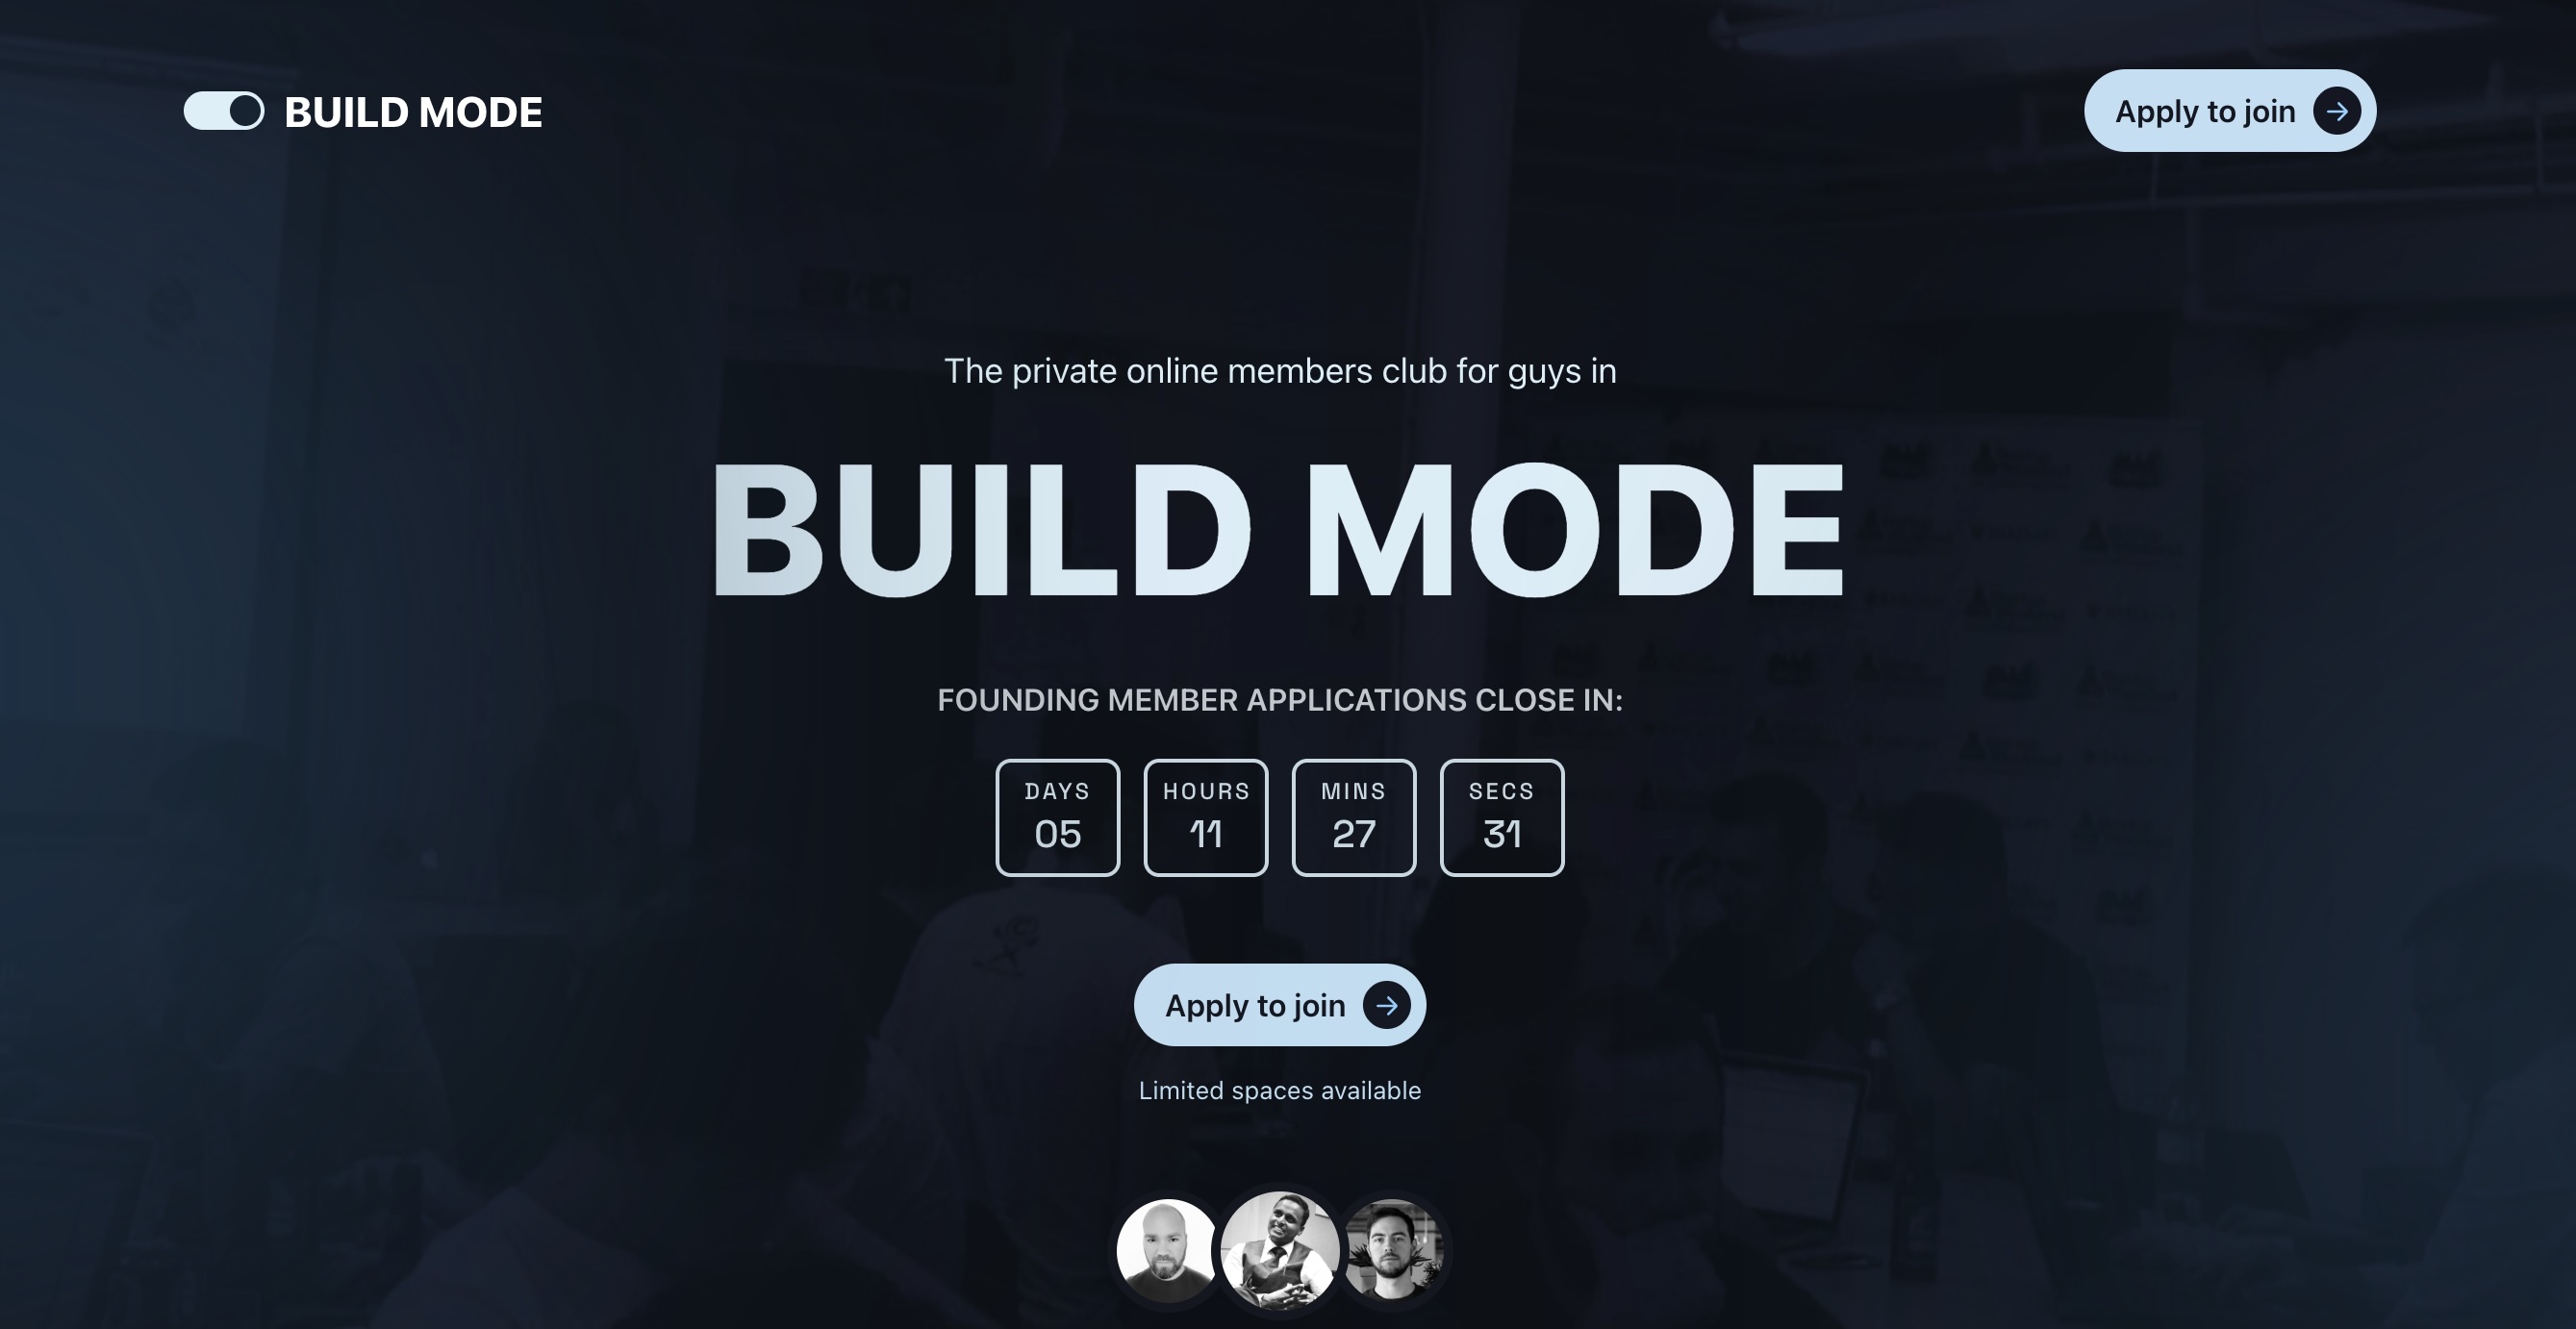 BUILD MODE
Apply to join
The private online members club for guys in
BUILD MODE
FOUNDING MEMBER APPLICATIONS CLOSE IN:
DAYS HOURS MINS SECS
05 11 27 31
Apply to join
Limited spaces available